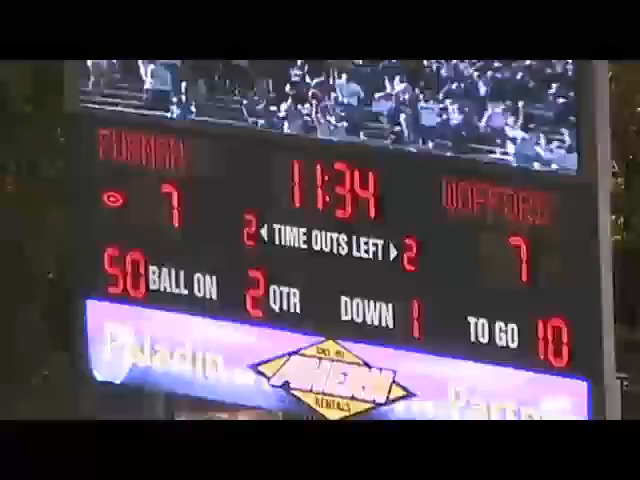 FURMAN 11:34 WOFFORD
7 7
2 TIME OUTS LEFT 2
50 BALL ON 2 QTR DOWN 1 TO GO 10
Paladin
RENTALS